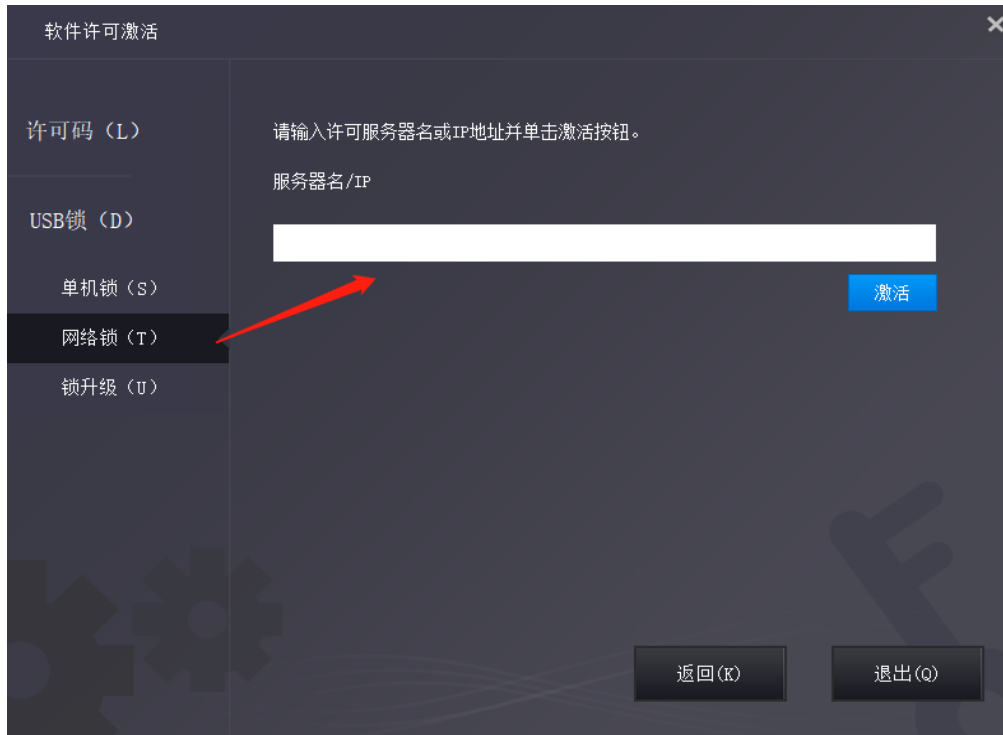 软件许可激活
许可码（L）
请输入许可服务器名或IP地址并单击激活按钮。
服务器名/IP
USB锁（D）
单机锁（S）
激活
网络锁（T）
锁升级（U）
返回(K)
退出(Q)